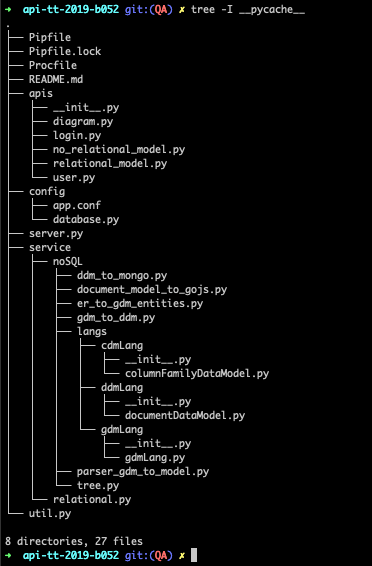 ➜  api-tt-2019-b052 git:(QA) ✗ tree -I __pycache__
.
├── Pipfile
├── Pipfile.lock
├── Procfile
├── README.md
├── apis
│   ├── __init__.py
│   ├── diagram.py
│   ├── login.py
│   ├── no_relational_model.py
│   ├── relational_model.py
│   └── user.py
├── config
│   ├── app.conf
│   └── database.py
├── server.py
├── service
│   ├── noSQL
│   │   ├── ddm_to_mongo.py
│   │   ├── document_model_to_gojs.py
│   │   ├── er_to_gdm_entities.py
│   │   ├── gdm_to_ddm.py
│   │   ├── langs
│   │   │   ├── cdmLang
│   │   │   │   ├── __init__.py
│   │   │   │   └── columnFamilyDataModel.py
│   │   │   ├── ddmLang
│   │   │   │   ├── __init__.py
│   │   │   │   └── documentDataModel.py
│   │   │   └── gdmLang
│   │   │       ├── __init__.py
│   │   │       └── gdmLang.py
│   │   ├── parser_gdm_to_model.py
│   │   └── tree.py
│   └── relational.py
└── util.py
8 directories, 27 files
➜  api-tt-2019-b052 git:(QA) ✗